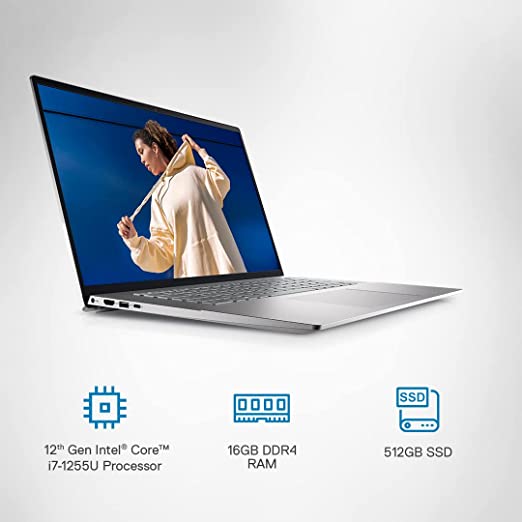 12th Gen Intel® Core™
i7-1255U Processor
16GB DDR4
RAM
SSD
512GB SSD